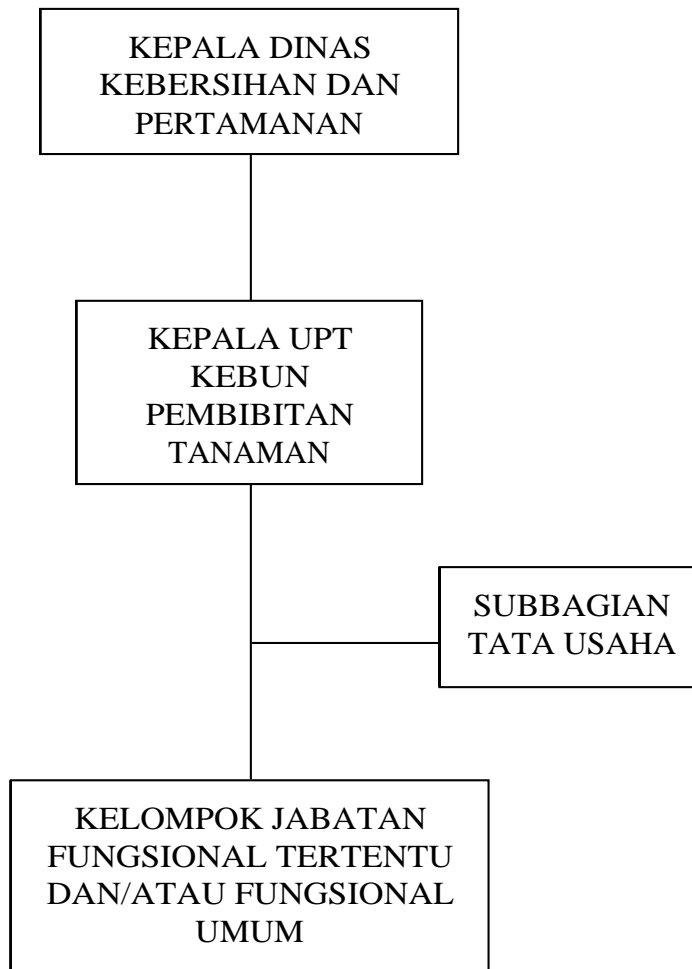 KEPALA DINAS
KEBERSIHAN DAN
PERTAMANAN
KEPALA UPT
KEBUN
PEMBIBITAN
TANAMAN
SUBBAGIAN
TATA USAHA
KELOMPOK JABATAN
FUNGSIONAL TERTENTU
DAN/ATAU FUNGSIONAL
UMUM